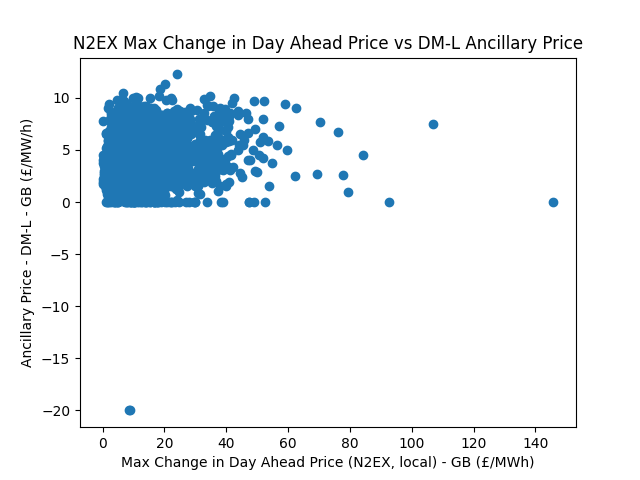 N2EX Max Change in Day Ahead Price vs DM-L Ancillary Price
Ancillary Price - DM-L - GB (£/MW/h)
10
5
0
−5
−10
−15
−20
0 20 40 60 80 100 120 140
Max Change in Day Ahead Price (N2EX, local) - GB (£/MWh)